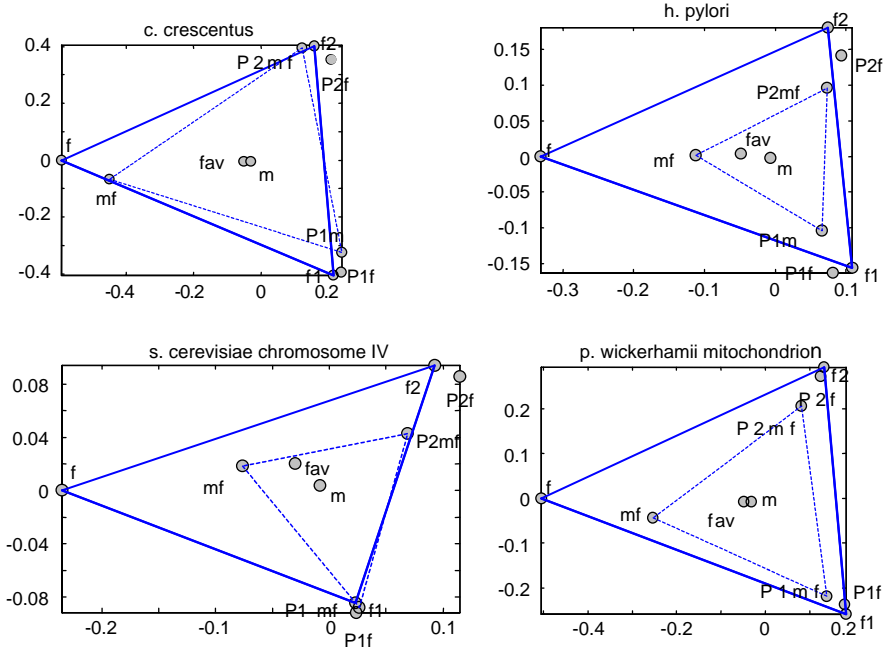 c. crescentus
0.4
0.2
0
-0.2
-0.4
-0.4
-0.2
0
0.2
f
mf
P 2 m f
f2
P2f
fav
m
P1m
f1
P1f
h. pylori
0.15
0.1
0.05
0
-0.05
-0.1
-0.15
-0.3
-0.2
-0.1
0
0.1
f
f2
P2f
P2mf
fav
mf
m
P1m
P1f
f1
s. cerevisiae chromosome IV
0.08
0.04
0
-0.04
-0.08
-0.2
-0.1
0
0.1
f
f2
P2f
P2mf
fav
mf
m
P1 mf
f1
P1f
p. wickerhamii mitochondrion
0.2
0.1
0
-0.1
-0.2
-0.4
-0.2
0
0.2
f
f2
P 2 f
P 2 m f
mf
m
fav
P 1 m f
P1f
f1